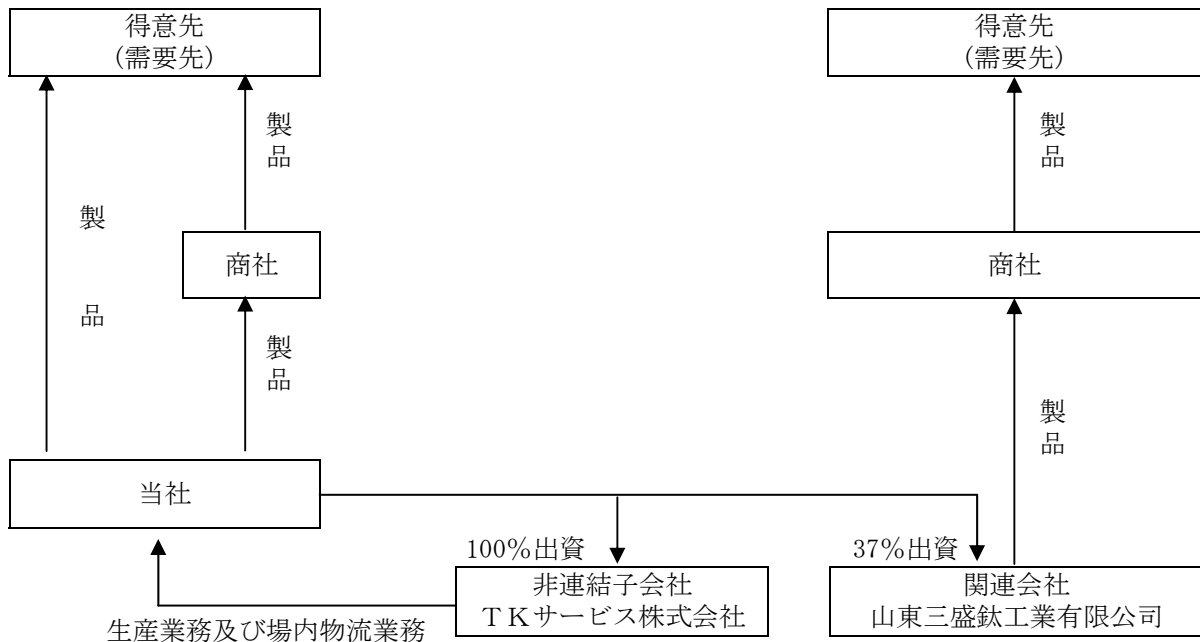 得意先
(需要先)
得意先
(需要先)
製品
製品
製品
商社
商社
製品
製品
当社
100%出資
37%出資
非連結子会社
ＴＫサービス株式会社
関連会社
山東三盛鈦工業有限公司
生産業務及び場内物流業務